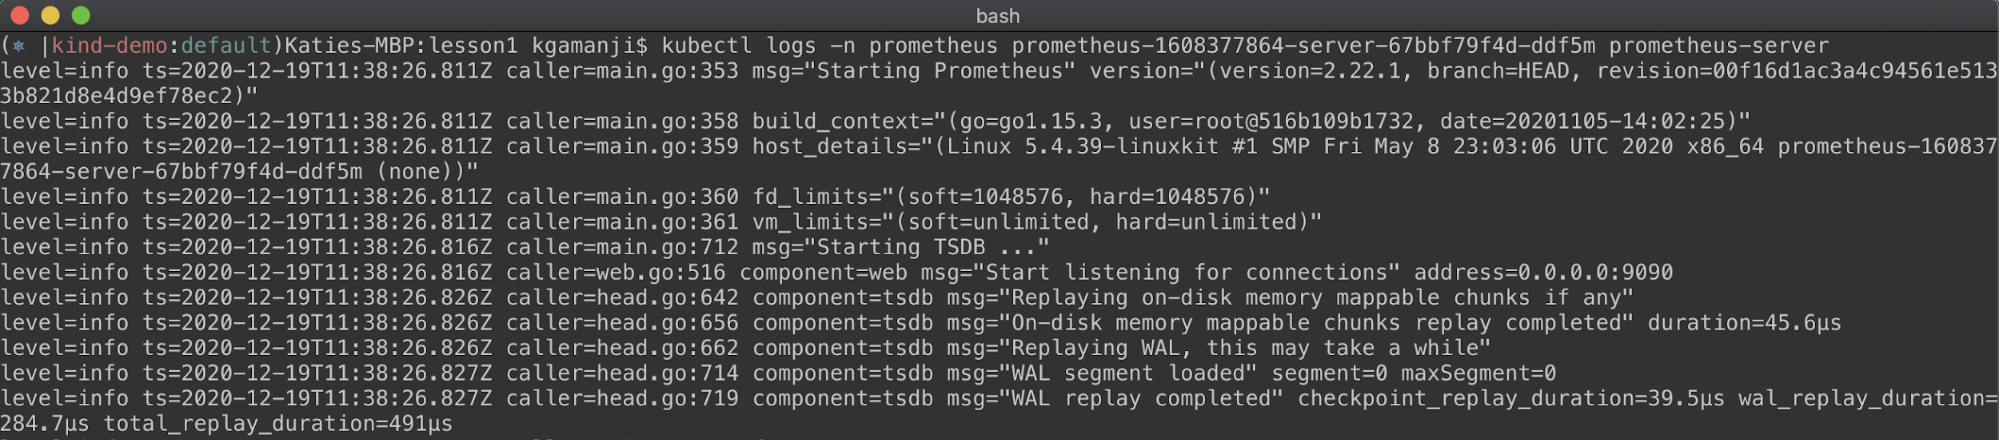 bash
(⎈ |kind-demo:default)Katies-MBP:lesson1 kgamanji$ kubectl logs -n prometheus prometheus-1608377864-server-67bbf79f4d-ddf5m prometheus-server
level=info ts=2020-12-19T11:38:26.811Z caller=main.go:353 msg="Starting Prometheus" version="(version=2.22.1, branch=HEAD, revision=00f16d1ac3a4c94561e513
3b821d8e4d9ef78ec2)"
level=info ts=2020-12-19T11:38:26.811Z caller=main.go:358 build_context="(go=go1.15.3, user=root@516b109b1732, date=20201105-14:02:25)"
level=info ts=2020-12-19T11:38:26.811Z caller=main.go:359 host_details="(Linux 5.4.39-linuxkit #1 SMP Fri May 8 23:03:06 UTC 2020 x86_64 prometheus-160837
7864-server-67bbf79f4d-ddf5m (none))"
level=info ts=2020-12-19T11:38:26.811Z caller=main.go:360 fd_limits="(soft=1048576, hard=1048576)"
level=info ts=2020-12-19T11:38:26.811Z caller=main.go:361 vm_limits="(soft=unlimited, hard=unlimited)"
level=info ts=2020-12-19T11:38:26.816Z caller=main.go:712 msg="Starting TSDB ..."
level=info ts=2020-12-19T11:38:26.816Z caller=web.go:516 component=web msg="Start listening for connections" address=0.0.0.0:9090
level=info ts=2020-12-19T11:38:26.826Z caller=head.go:642 component=tsdb msg="Replaying on-disk memory mappable chunks if any"
level=info ts=2020-12-19T11:38:26.826Z caller=head.go:656 component=tsdb msg="On-disk memory mappable chunks replay completed" duration=45.6µs
level=info ts=2020-12-19T11:38:26.826Z caller=head.go:662 component=tsdb msg="Replaying WAL, this may take a while"
level=info ts=2020-12-19T11:38:26.827Z caller=head.go:714 component=tsdb msg="WAL segment loaded" segment=0 maxSegment=0
level=info ts=2020-12-19T11:38:26.827Z caller=head.go:719 component=tsdb msg="WAL replay completed" checkpoint_replay_duration=39.5µs wal_replay_duration=
284.7µs total_replay_duration=491µs